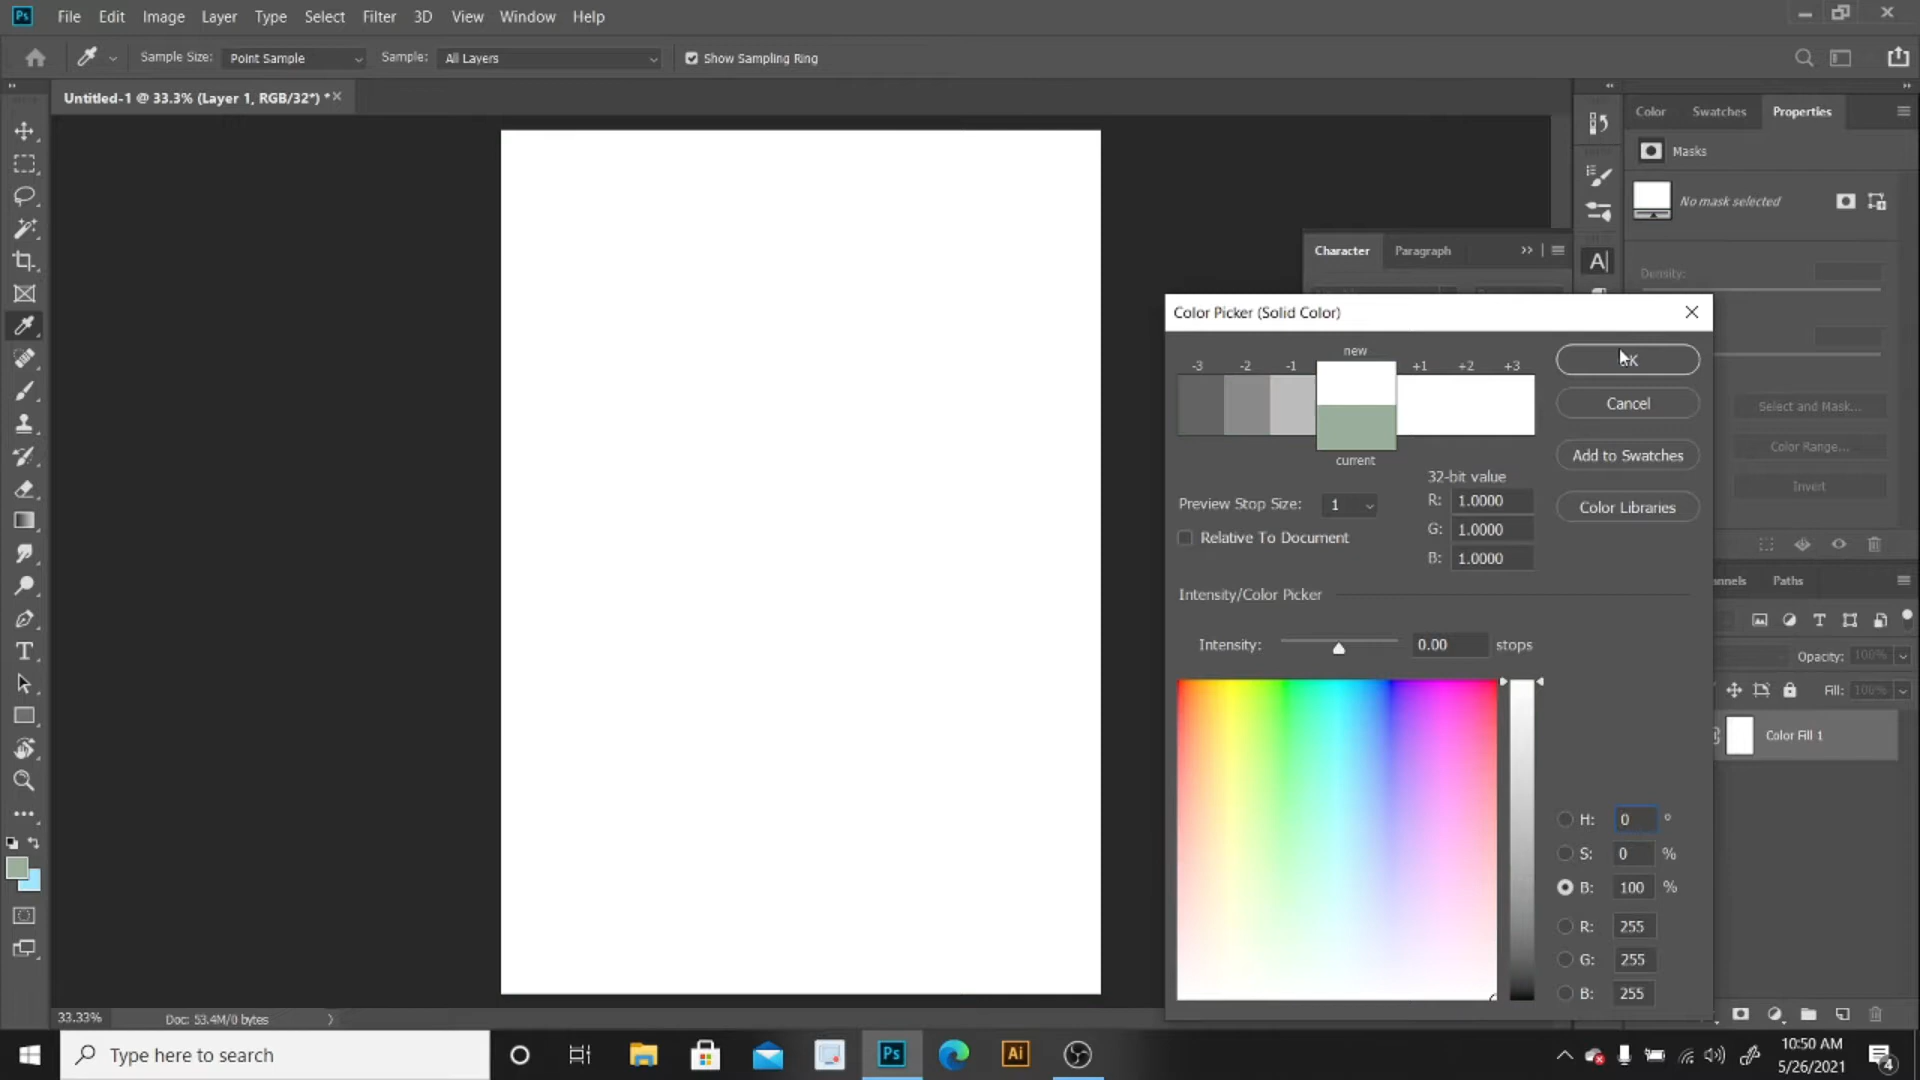 Ps File Edit Image Layer Type Select Filter 3D View Window Help
Sample Size: Point Sample Sample: All Layers Show Sampling Ring
Untitled-1 @ 33.3% (Layer 1, RGB/32*) *
Color Swatches Properties
Masks
No mask selected
Character Paragraph
Density:
Color Picker (Solid Color)
new
-3 -2 -1 +1 +2 +3
Cancel
Select and Mask...
Color Range...
Add to Swatches
current
32-bit value
Invert
Preview Stop Size: 1
R: 1.0000
Color Libraries
G: 1.0000
Relative To Document
B: 1.0000
Paths
Intensity/Color Picker
Intensity: 0.00 stops
Opacity: 100%
Fill: 100%
Color Fill 1
H: 0 °
S: 0 %
B: 100 %
R: 255
G: 255
B: 255
33.33% Doc: 53.4M/0 bytes
Type here to search
Ps
Ai
10:50 AM
5/26/2021
4